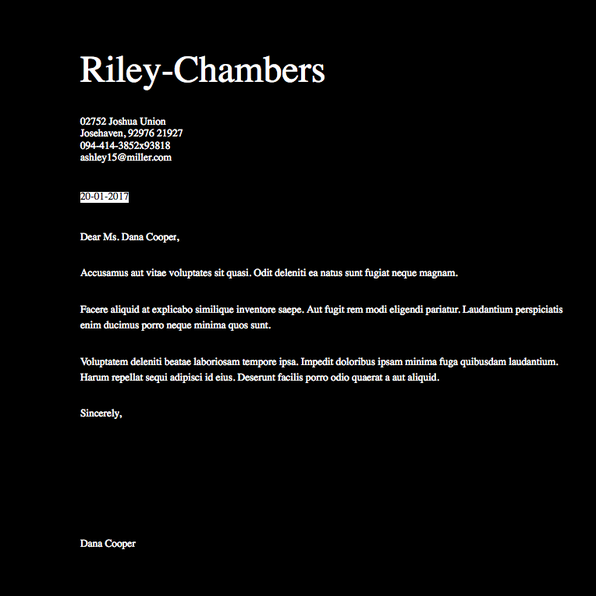 Riley-Chambers
02752 Joshua Union
Josehaven, 92976 21927
094-414-3852x93818
ashley15@miller.com
20-01-2017
Dear Ms. Dana Cooper,
Accusamus aut vitae voluptates sit quasi. Odit deleniti ea natus sunt fugiat neque magnam.
Facere aliquid at explicabo similique inventore saepe. Aut fugit rem modi eligendi pariatur. Laudantium perspiciatis
enim ducimus porro neque minima quos sunt.
Voluptatem deleniti beatae laboriosam tempore ipsa. Impedit doloribus ipsam minima fuga quibusdam laudantium.
Harum repellat sequi adipisci id eius. Deserunt facilis porro odio quaerat a aut aliquid.
Sincerely,
Dana Cooper